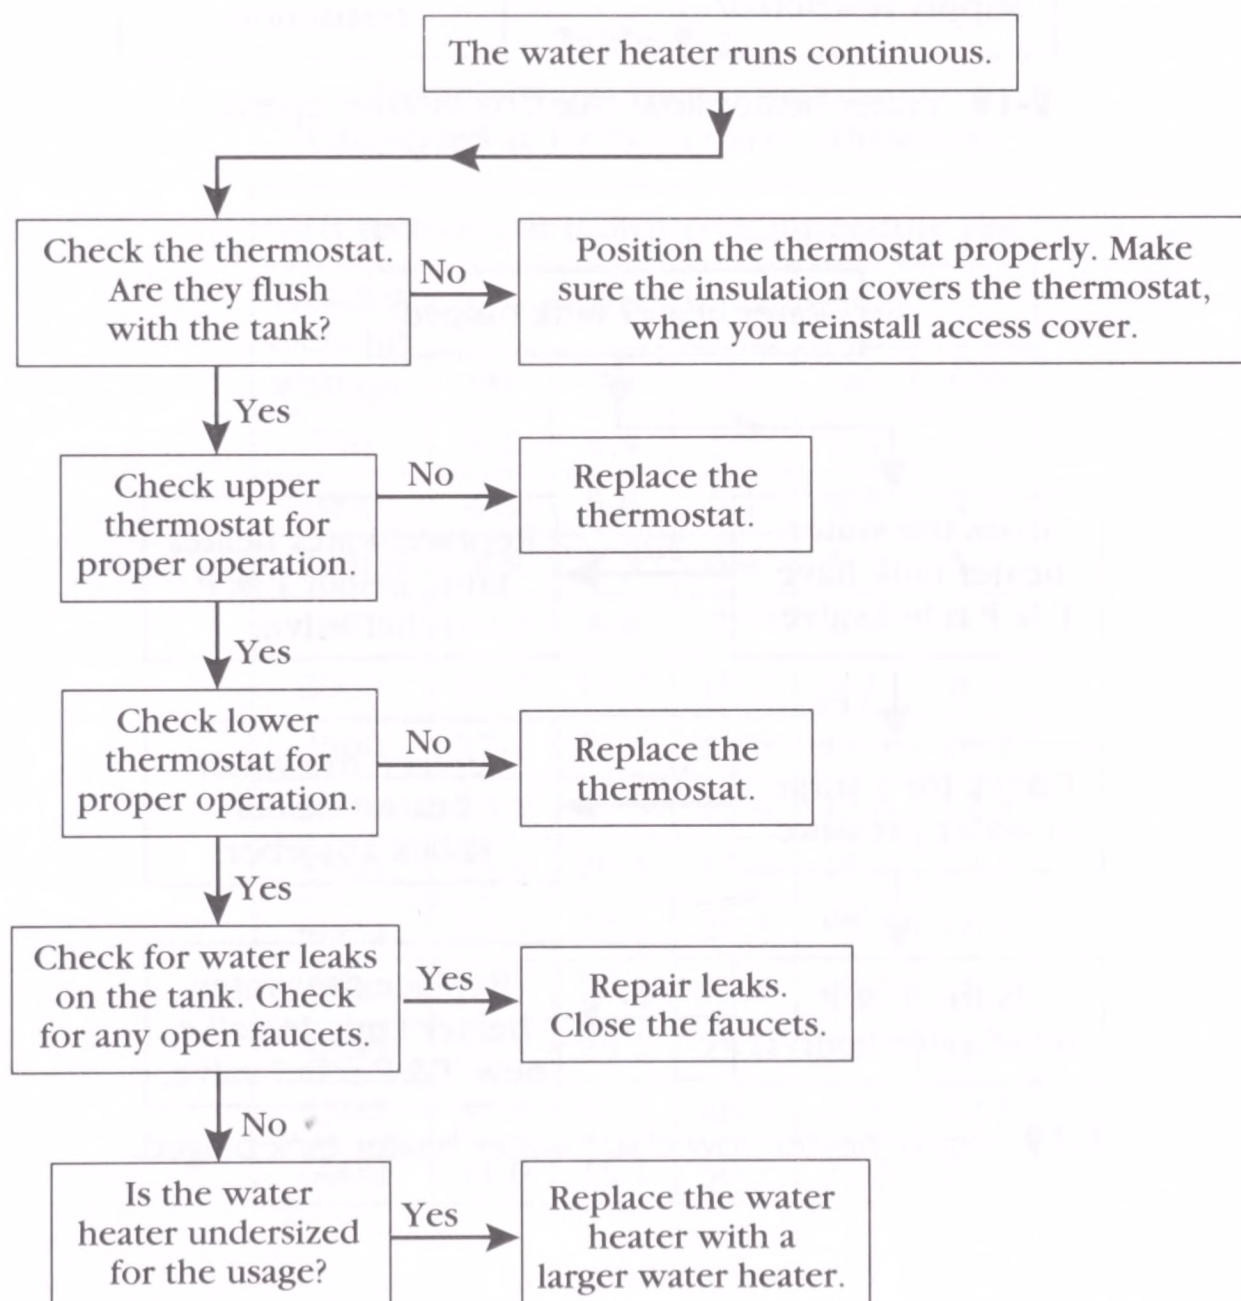 The water heater runs continuous.
Check the thermostat.
Are they flush
with the tank?
No
Position the thermostat properly. Make
sure the insulation covers the thermostat,
when you reinstall access cover.
Yes
Check upper
thermostat for
proper operation.
No
Replace the
thermostat.
Yes
Check lower
thermostat for
proper operation.
No
Replace the
thermostat.
Yes
Check for water leaks
on the tank. Check
for any open faucets.
Yes
Repair leaks.
Close the faucets.
No
Is the water
heater undersized
for the usage?
Yes
Replace the water
heater with a
larger water heater.